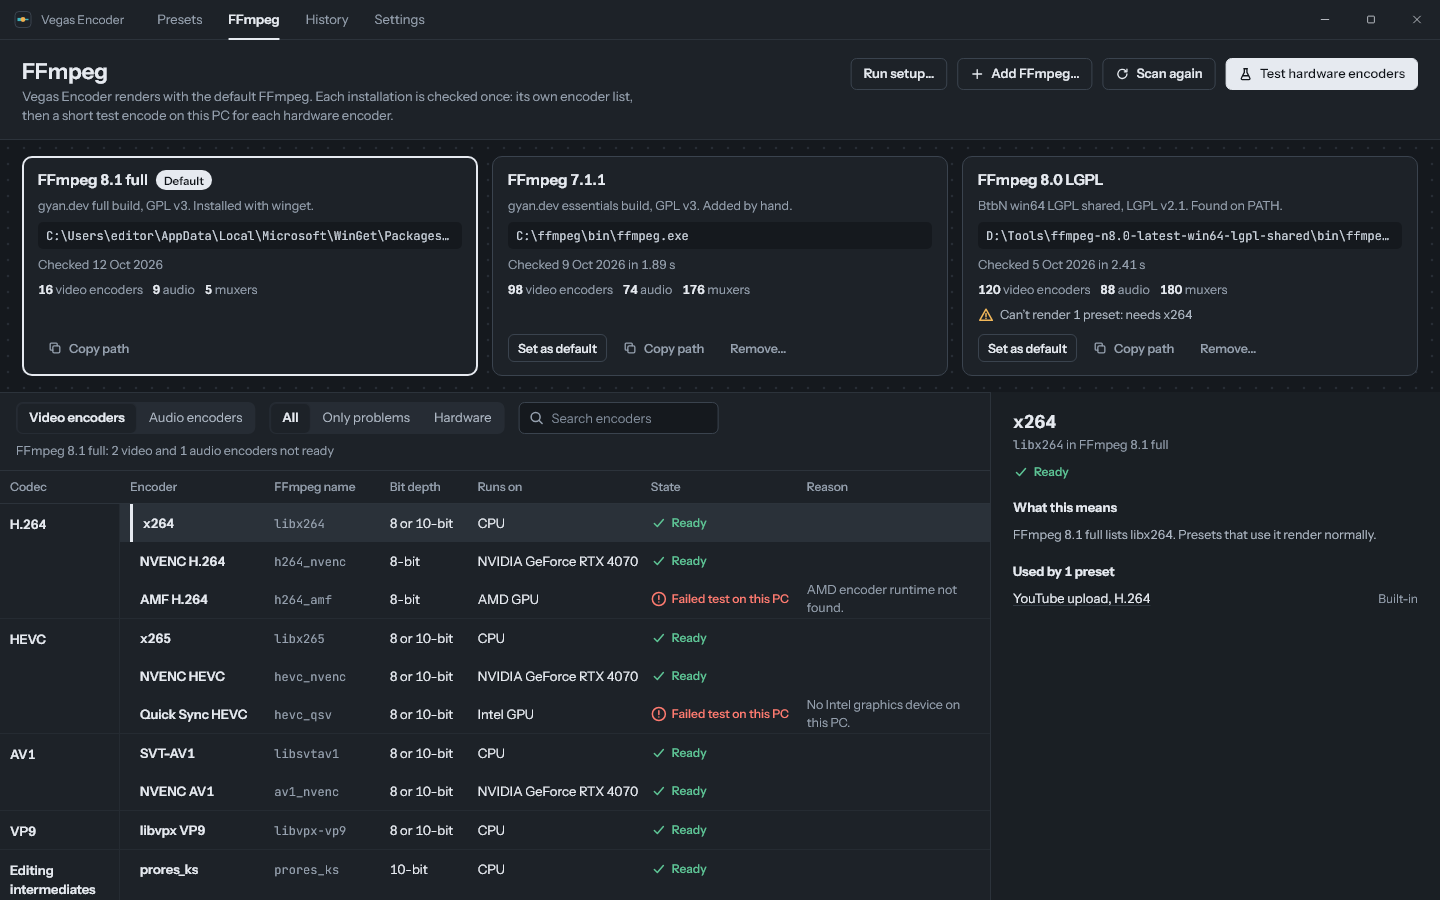 Vegas Encoder
Presets
FFmpeg
History
Settings
FFmpeg
Vegas Encoder renders with the default FFmpeg. Each installation is checked once: its own encoder list,
then a short test encode on this PC for each hardware encoder.
Run setup...
Add FFmpeg...
Scan again
Test hardware encoders
FFmpeg 8.1 full
Default
gyan.dev full build, GPL v3. Installed with winget.
C:\Users\editor\AppData\Local\Microsoft\WinGet\Packages…
Checked 12 Oct 2026
16 video encoders 9 audio 5 muxers
Copy path
FFmpeg 7.1.1
gyan.dev essentials build, GPL v3. Added by hand.
C:\ffmpeg\bin\ffmpeg.exe
Checked 9 Oct 2026 in 1.89 s
98 video encoders 74 audio 176 muxers
Set as default
Copy path
Remove...
FFmpeg 8.0 LGPL
BtbN win64 LGPL shared, LGPL v2.1. Found on PATH.
D:\Tools\ffmpeg-n8.0-latest-win64-lgpl-shared\bin\ffmpe…
Checked 5 Oct 2026 in 2.41 s
120 video encoders 88 audio 180 muxers
Can't render 1 preset: needs x264
Set as default
Copy path
Remove...
Video encoders
Audio encoders
All
Only problems
Hardware
Search encoders
FFmpeg 8.1 full: 2 video and 1 audio encoders not ready
Codec Encoder FFmpeg name Bit depth Runs on State Reason
H.264 x264 libx264 8 or 10-bit CPU Ready
NVENC H.264 h264_nvenc 8-bit NVIDIA GeForce RTX 4070 Ready
AMF H.264 h264_amf 8-bit AMD GPU Failed test on this PC AMD encoder runtime not
found.
HEVC x265 libx265 8 or 10-bit CPU Ready
NVENC HEVC hevc_nvenc 8 or 10-bit NVIDIA GeForce RTX 4070 Ready
Quick Sync HEVC hevc_qsv 8 or 10-bit Intel GPU Failed test on this PC No Intel graphics device on
this PC.
AV1 SVT-AV1 libsvtav1 8 or 10-bit CPU Ready
NVENC AV1 av1_nvenc 8 or 10-bit NVIDIA GeForce RTX 4070 Ready
VP9 libvpx VP9 libvpx-vp9 8 or 10-bit CPU Ready
Editing
intermediates
prores_ks prores_ks 10-bit CPU Ready
x264
libx264 in FFmpeg 8.1 full
Ready
What this means
FFmpeg 8.1 full lists libx264. Presets that use it render normally.
Used by 1 preset
YouTube upload, H.264 Built-in